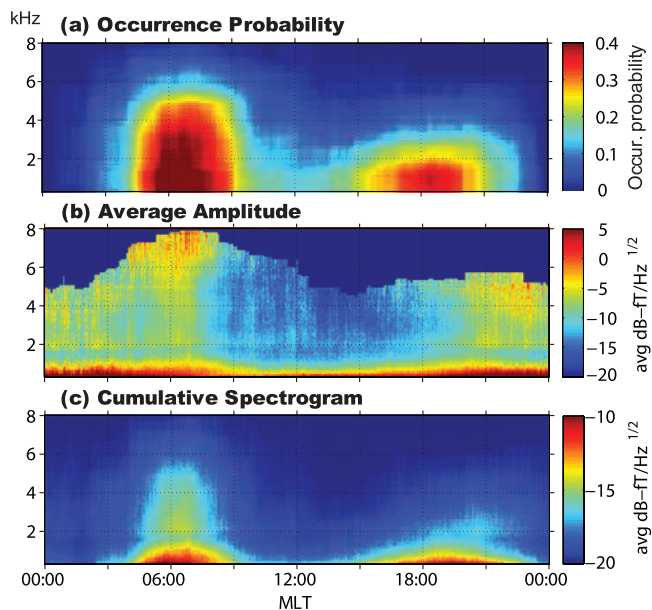 kHz
(a) Occurrence Probability
8
6
4
2
0.4
0.3
0.2
0.1
0
Occur. probability
(b) Average Amplitude
8
6
4
2
5
0
−5
−10
−15
−20
avg dB−fT/Hz 1/2
(c) Cumulative Spectrogram
8
6
4
2
−10
−15
−20
avg dB−fT/Hz 1/2
00:00 06:00 12:00 18:00 00:00
MLT